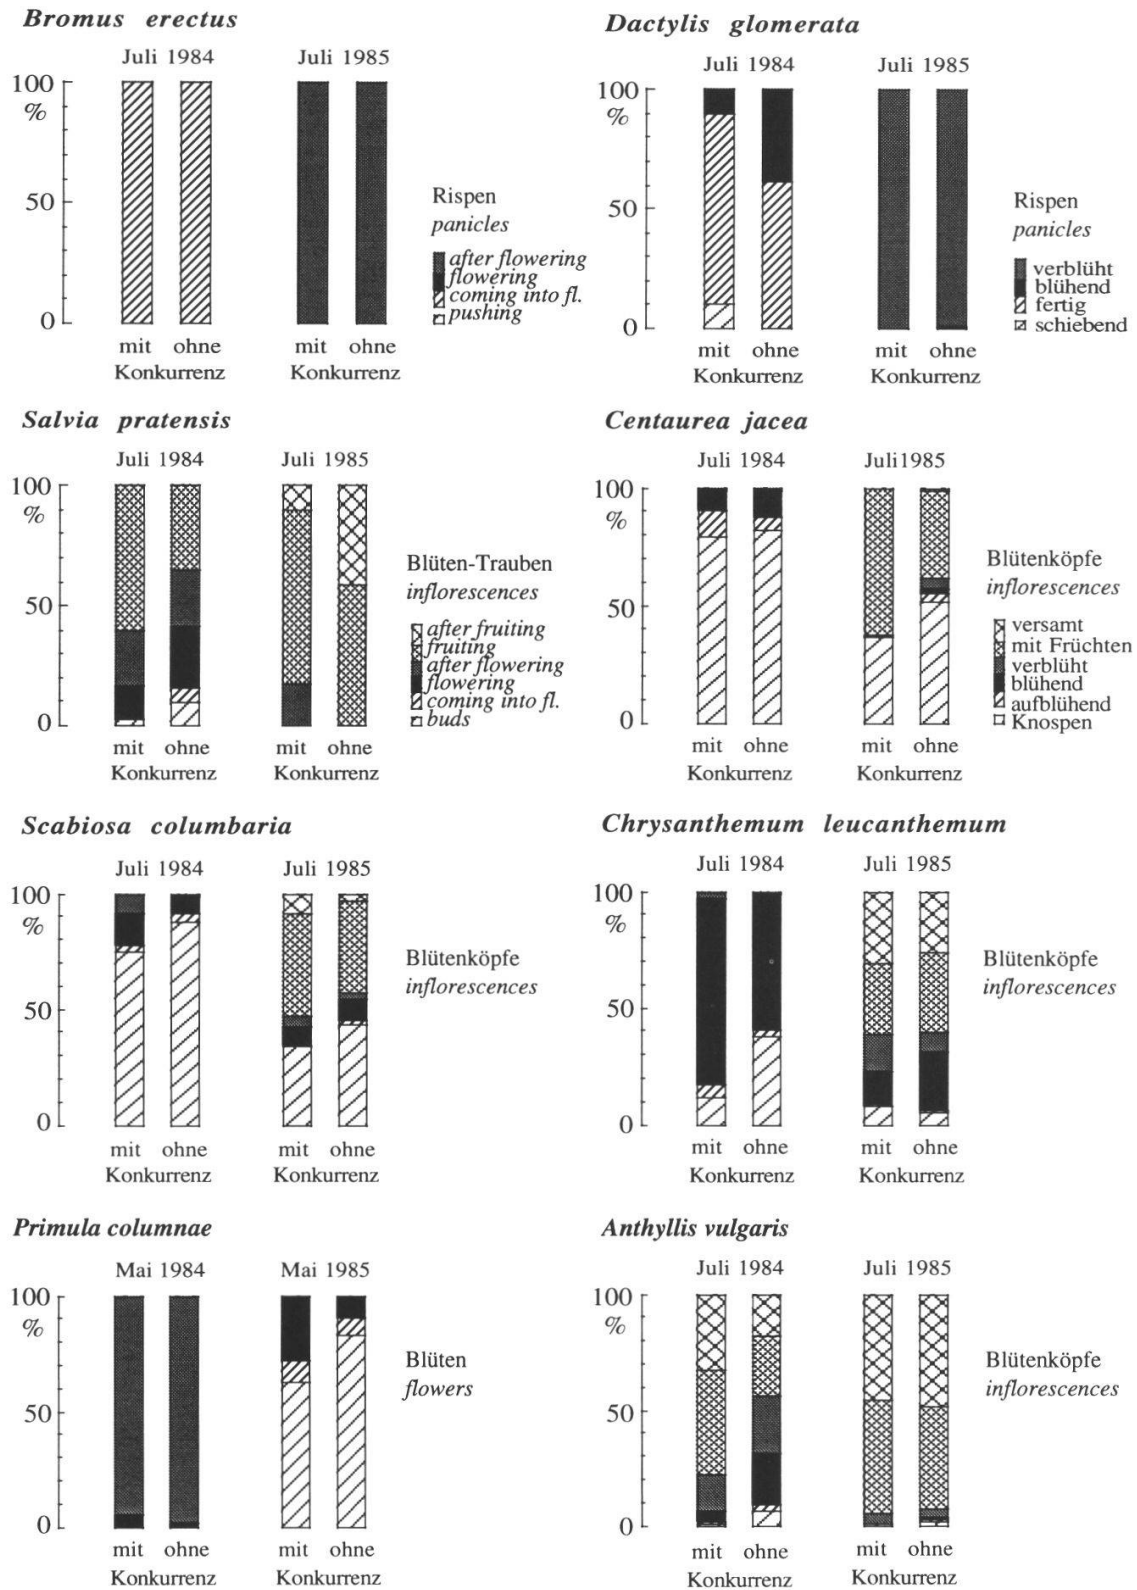 Bromus erectus
Juli 1984 Juli 1985
100
%
50
0
mit ohne mit ohne
Konkurrenz Konkurrenz
Rispen
panicles
after flowering
flowering
coming into fl.
pushing
Dactylis glomerata
Juli 1984 Juli 1985
100
%
50
0
mit ohne mit ohne
Konkurrenz Konkurrenz
Rispen
panicles
verblüht
blühend
fertig
schiebend
Salvia pratensis
Juli 1984 Juli 1985
100
%
50
0
mit ohne mit ohne
Konkurrenz Konkurrenz
Blüten-Trauben
inflorescences
after fruiting
fruiting
after flowering
flowering
coming into fl.
buds
Centaurea jacea
Juli 1984 Juli1985
100
%
50
0
mit ohne mit ohne
Konkurrenz Konkurrenz
Blütenköpfe
inflorescences
versamt
mit Früchten
verblüht
blühend
aufblühend
Knospen
Scabiosa columbaria
Juli 1984 Juli 1985
100
%
50
0
mit ohne mit ohne
Konkurrenz Konkurrenz
Blütenköpfe
inflorescences
Chrysanthemum leucanthemum
Juli 1984 Juli 1985
100
%
50
0
mit ohne mit ohne
Konkurrenz Konkurrenz
Blütenköpfe
inflorescences
Primula columnae
Mai 1984 Mai 1985
100
%
50
0
mit ohne mit ohne
Konkurrenz Konkurrenz
Blüten
flowers
Anthyllis vulgaris
Juli 1984 Juli 1985
100
%
50
0
mit ohne mit ohne
Konkurrenz Konkurrenz
Blütenköpfe
inflorescences